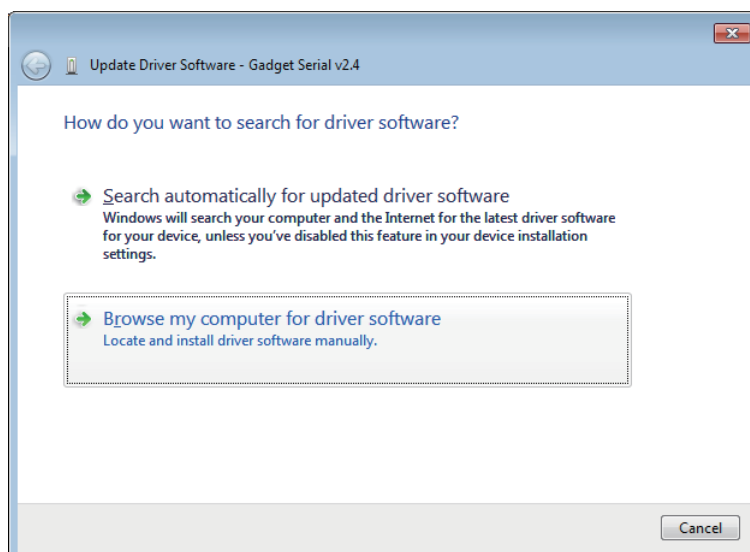 Update Driver Software - Gadget Serial v2.4
How do you want to search for driver software?
Search automatically for updated driver software
Windows will search your computer and the Internet for the latest driver software
for your device, unless you've disabled this feature in your device installation
settings.
Browse my computer for driver software
Locate and install driver software manually.
Cancel